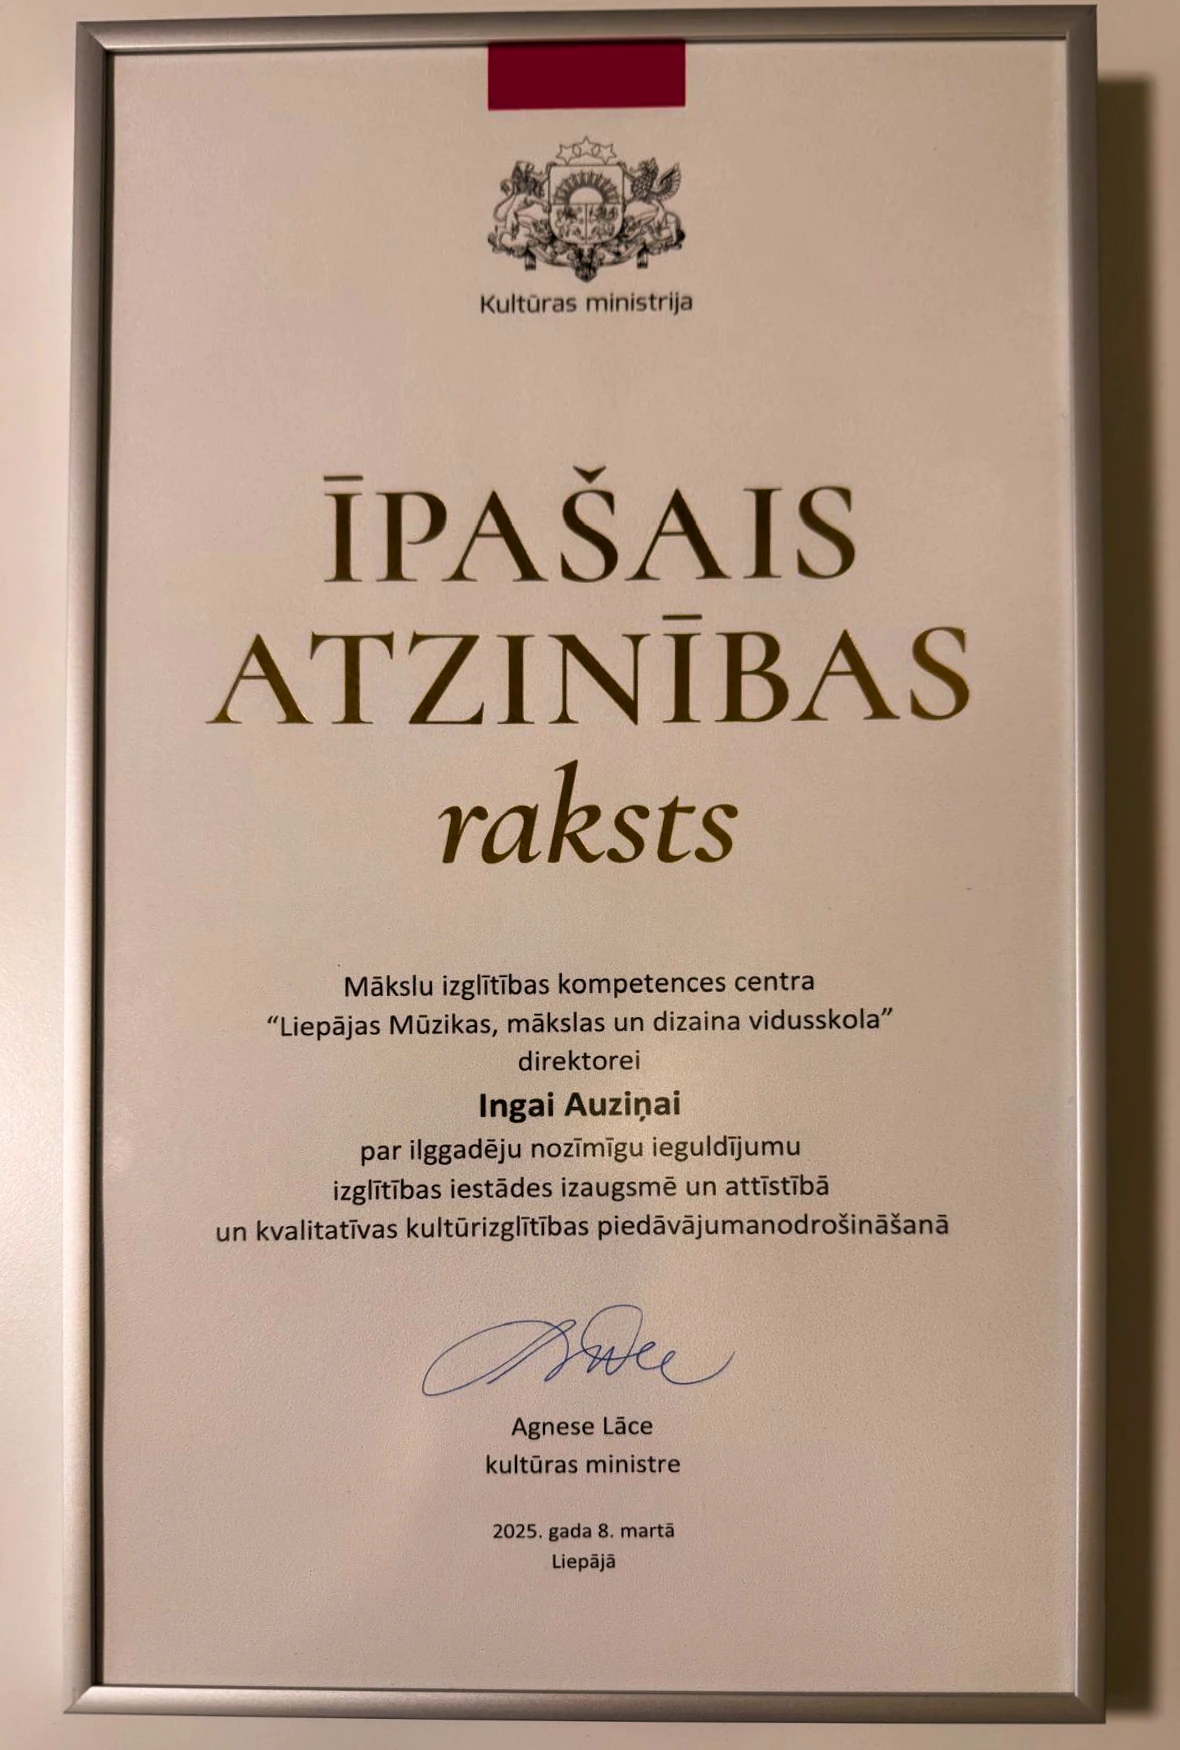 Kultūras ministrija
ĪPAŠAIS
ATZINĪBAS
raksts
Mākslu izglītības kompetences centra
“Liepājas Mūzikas, mākslas un dizaina vidusskola”
direktorei
Ingai Auziņai
par ilggadēju nozīmīgu ieguldījumu
izglītības iestādes izaugsmē un attīstībā
un kvalitatīvas kultūrizglītības piedāvājumanodrošināšanā
Agnese Lāce
kultūras ministre
2025. gada 8. martā
Liepājā